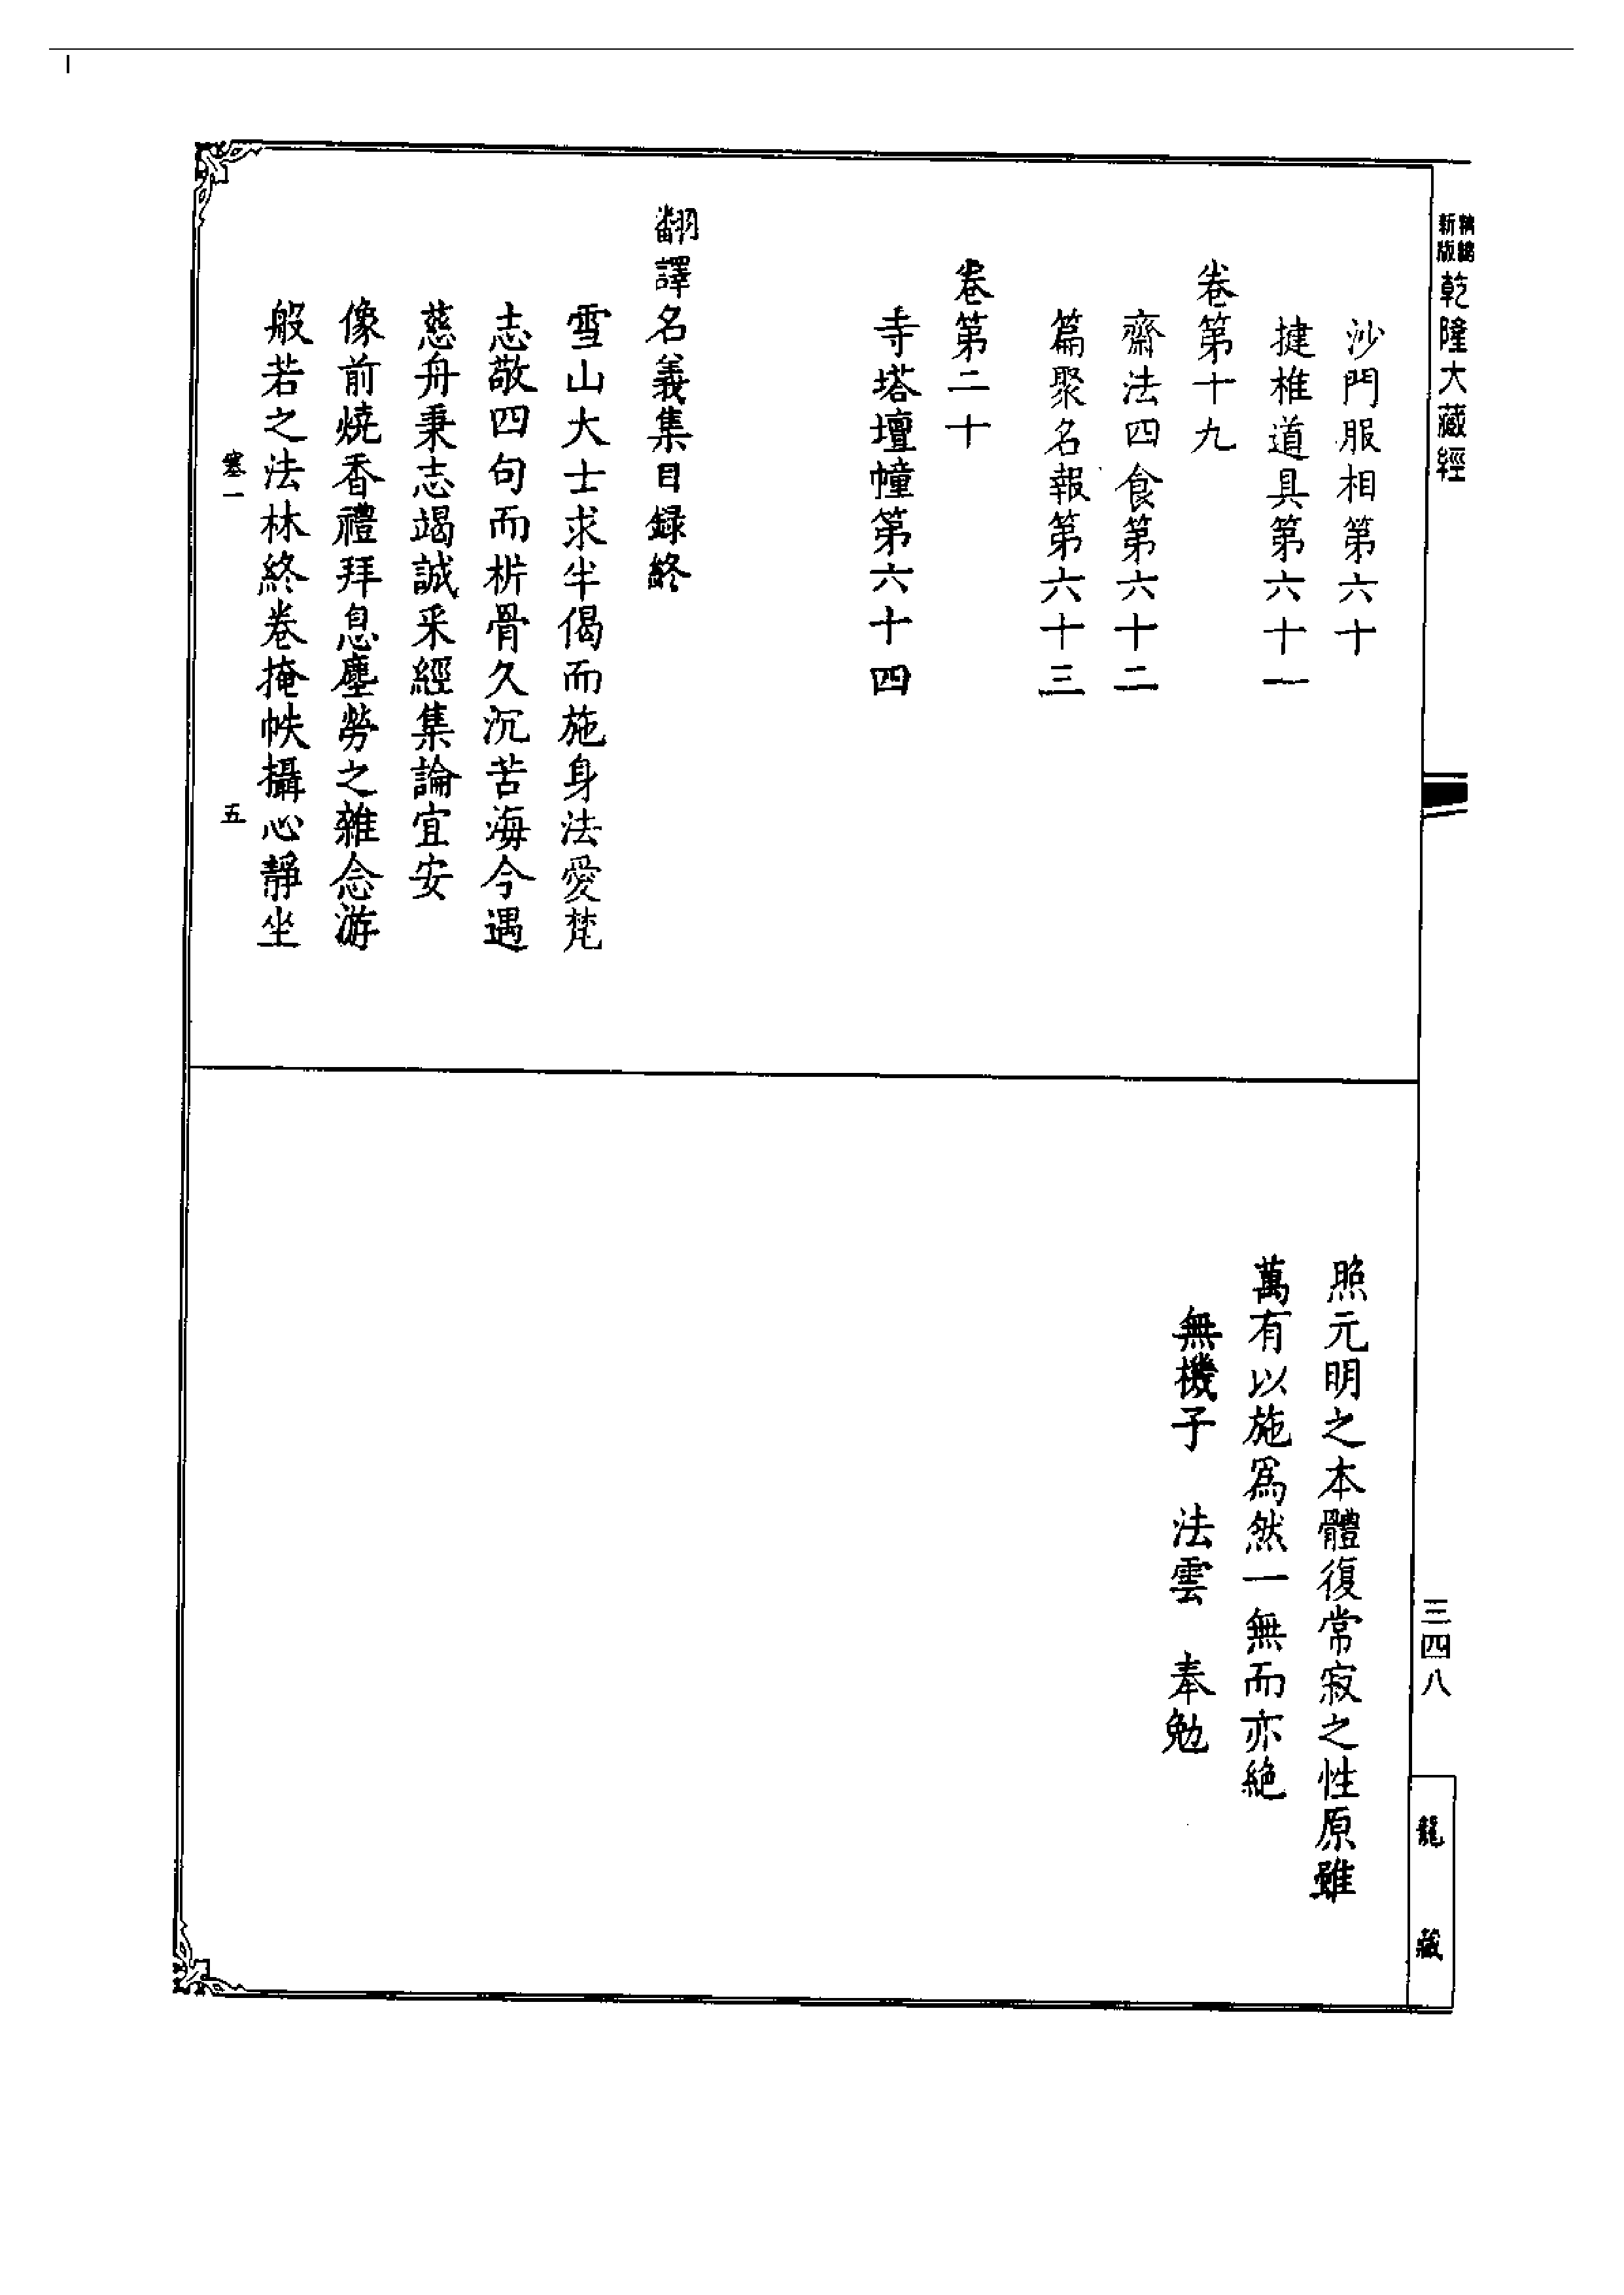 新版
精縮
乾隆大藏經
沙門服相第六十
揵椎道具第六十一
卷第十九
齋法四食第六十二
篇聚名報第六十三
卷第二十
寺塔壇幢第六十四
翻譯名義集目録終
雪山大士求半偈而施身法愛梵
志敬四句而析骨久沉苦海今遇
慈舟秉志竭誠采經集論宜安
像前燒香禮拜息塵勞之雜念游
般若之法林終卷掩帙攝心靜坐
塞一
五
照元明之本體復常寂之性原雖
萬有以施爲然一無而亦絶
無機子 法雲 奉勉
三四八
龍藏